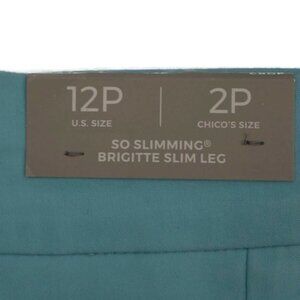 12P 2P
U.S. SIZE CHICO'S SIZE
SO SLIMMING®
BRIGITTE SLIM LEG